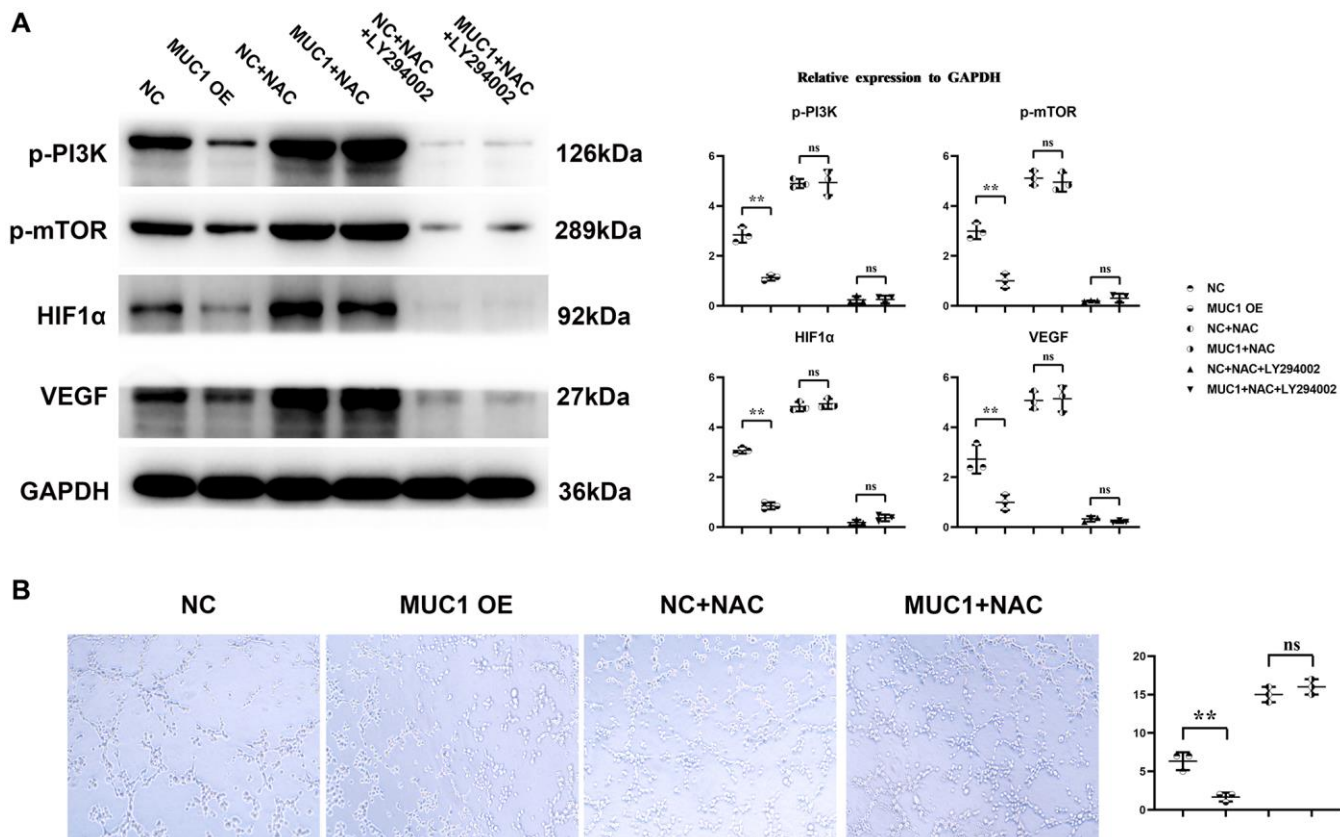 A
NC
MUC1 OE
NC+NAC
MUC1+NAC
NC+NAC
+LY294002
MUC1+NAC
+LY294002
p-PI3K
126kDa
p-mTOR
289kDa
HIF1α
92kDa
VEGF
27kDa
GAPDH
36kDa
Relative expression to GAPDH
p-PI3K
6
4
2
0
**
ns
ns
p-mTOR
6
4
2
0
**
ns
ns
HIF1α
6
4
2
0
**
ns
ns
VEGF
6
4
2
0
**
ns
ns
NC
MUC1 OE
NC+NAC
MUC1+NAC
NC+NAC+LY294002
MUC1+NAC+LY294002
B
NC
MUC1 OE
NC+NAC
MUC1+NAC
20
15
10
5
0
**
ns